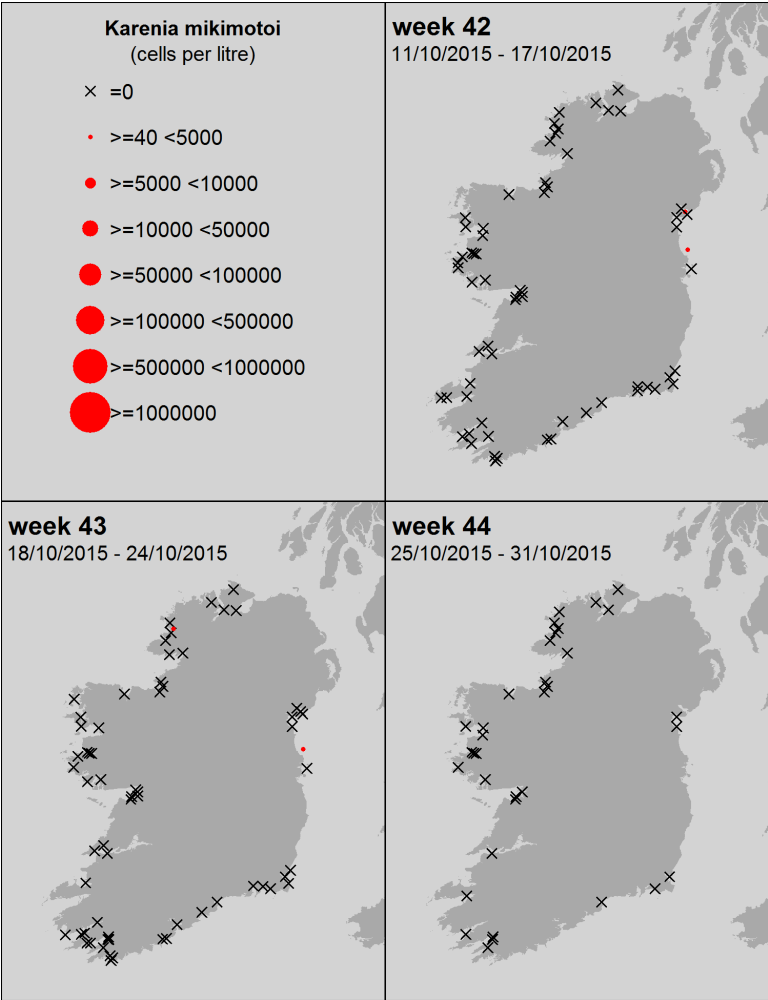 Karenia mikimotoi
(cells per litre)
=0
>=40 <5000
>=5000 <10000
>=10000 <50000
>=50000 <100000
>=100000 <500000
>=500000 <1000000
>=1000000
week 42
11/10/2015 - 17/10/2015
week 43
18/10/2015 - 24/10/2015
week 44
25/10/2015 - 31/10/2015